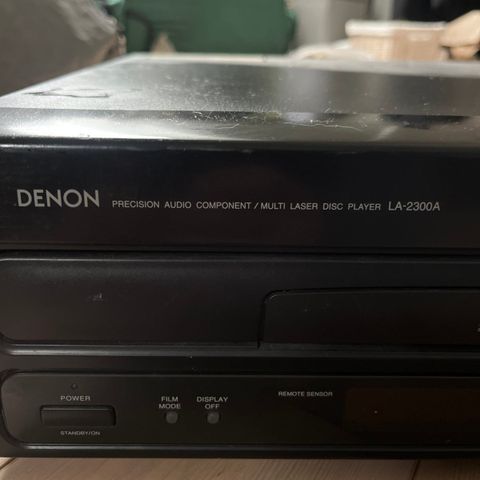 DENON PRECISION AUDIO COMPONENT / MULTI LASER DISC PLAYER LA-2300A
POWER
STANDBY/ON
FILM
MODE
DISPLAY
OFF
REMOTE SENSOR